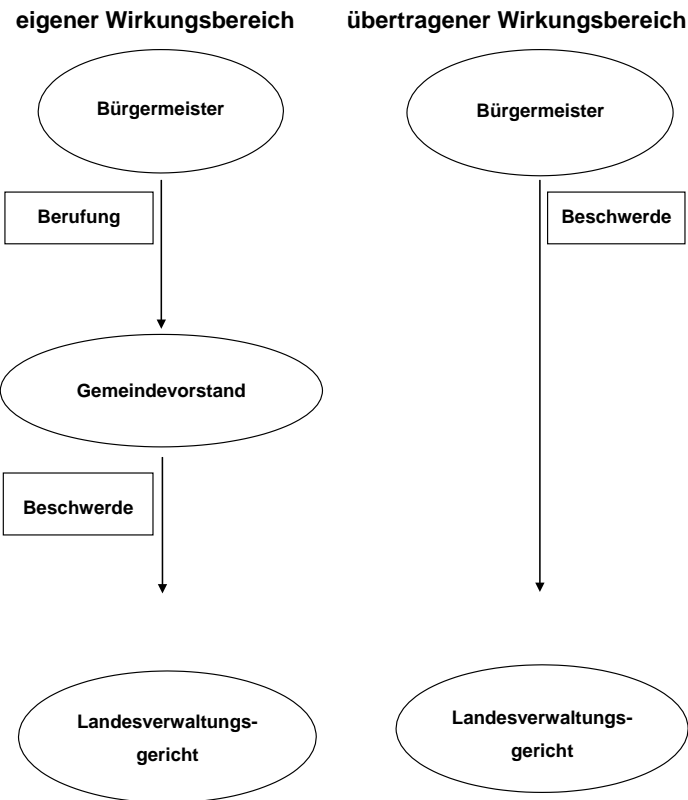 eigener Wirkungsbereich
übertragener Wirkungsbereich
Bürgermeister
Bürgermeister
Berufung
Beschwerde
Gemeindevorstand
Beschwerde
Landesverwaltungs-
gericht
Landesverwaltungs-
gericht